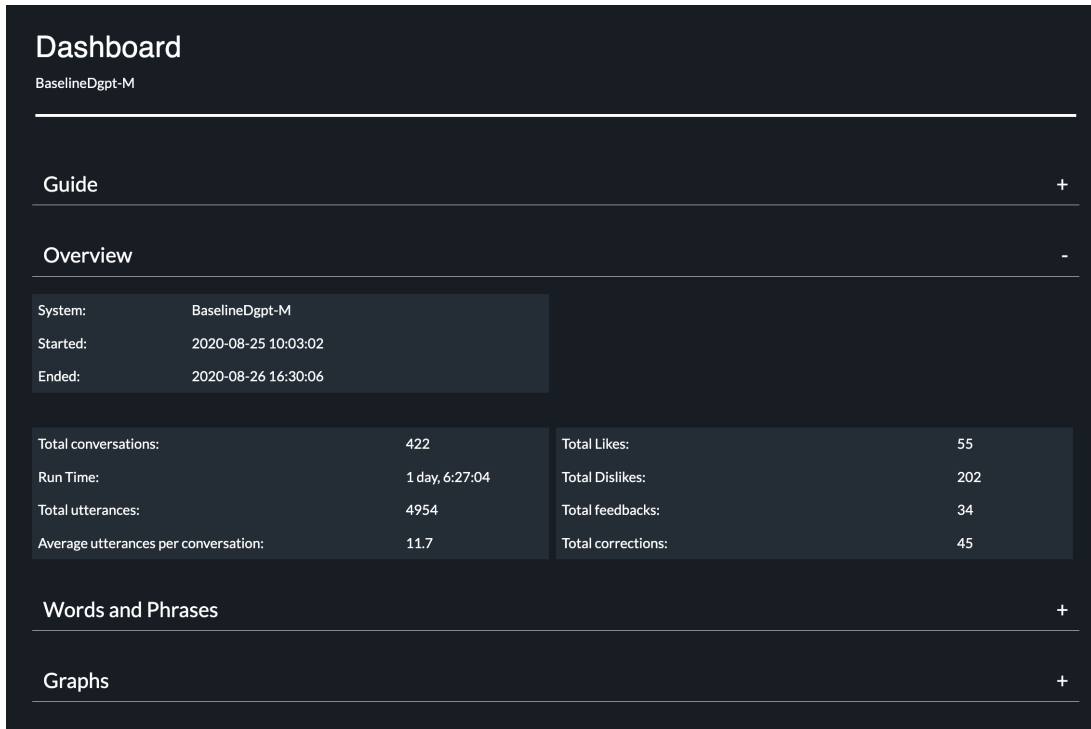 Dashboard
BaselineDgpt-M
Guide +
Overview -
System: BaselineDgpt-M
Started: 2020-08-25 10:03:02
Ended: 2020-08-26 16:30:06
Total conversations: 422
Run Time: 1 day, 6:27:04
Total utterances: 4954
Average utterances per conversation: 11.7
Total Likes: 55
Total Dislikes: 202
Total feedbacks: 34
Total corrections: 45
Words and Phrases +
Graphs +